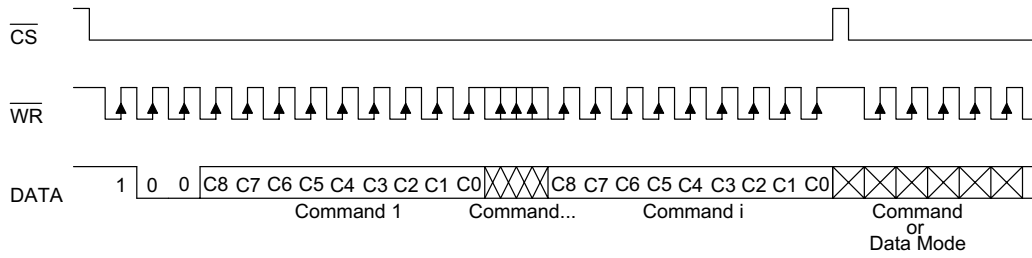 CS
WR
DATA
1 0 0 C8 C7 C6 C5 C4 C3 C2 C1 C0 C8 C7 C6 C5 C4 C3 C2 C1 C0
Command 1 Command... Command i Command
or
Data Mode